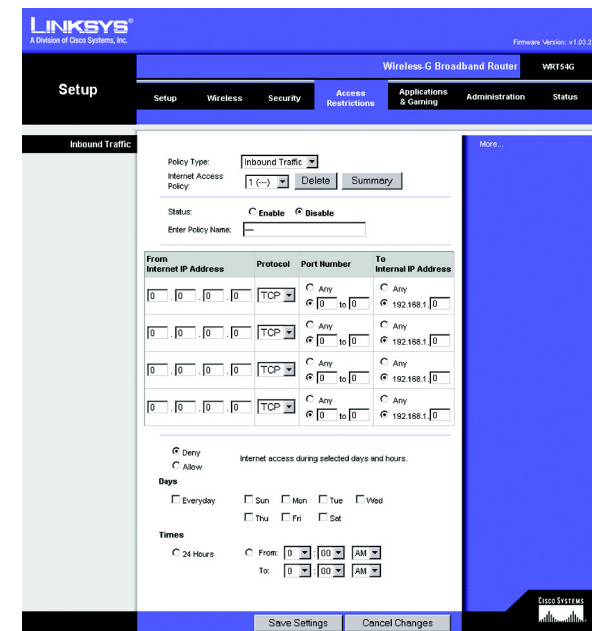 LINKSYS®
A Division of Cisco Systems, Inc.
Firmware Version: v1.03.2
Wireless-G Broadband Router WRT54G
Setup
Setup Wireless Security Access Restrictions Applications & Gaming Administration Status
Inbound Traffic
More...
Policy Type: Inbound Traffic
Internet Access Policy: 1 (---) Delete Summary
Status: Enable Disable
Enter Policy Name: ---
From Internet IP Address Protocol Port Number To Internal IP Address
Any Any
0 . 0 . 0 . 0 TCP 0 to 0 192.168.1. 0
Any Any
0 . 0 . 0 . 0 TCP 0 to 0 192.168.1. 0
Any Any
0 . 0 . 0 . 0 TCP 0 to 0 192.168.1. 0
Any Any
0 . 0 . 0 . 0 TCP 0 to 0 192.168.1. 0
Deny
Internet access during selected days and hours.
Allow
Days
Everyday Sun Mon Tue Wed
Thu Fri Sat
Times
24 Hours From: 0 : 00 AM
To: 0 : 00 AM
Save Settings Cancel Changes
CISCO SYSTEMS